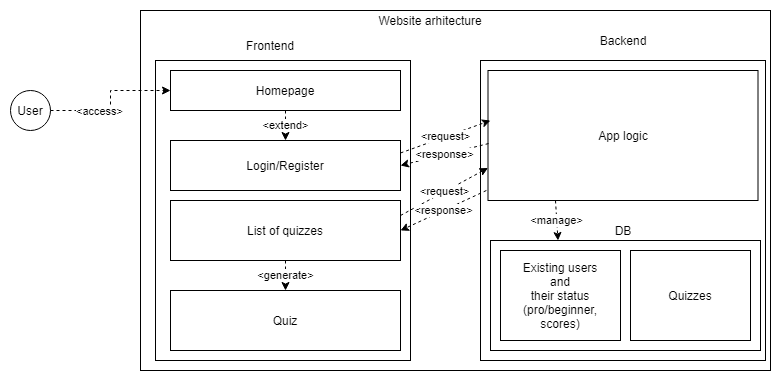 Website arhitecture
Frontend
Backend
User
<access>
Homepage
<extend>
Login/Register
<request>
<response>
App logic
List of quizzes
<request>
<response>
<generate>
Quiz
<manage>
DB
Existing users
and
their status
(pro/beginner,
scores)
Quizzes